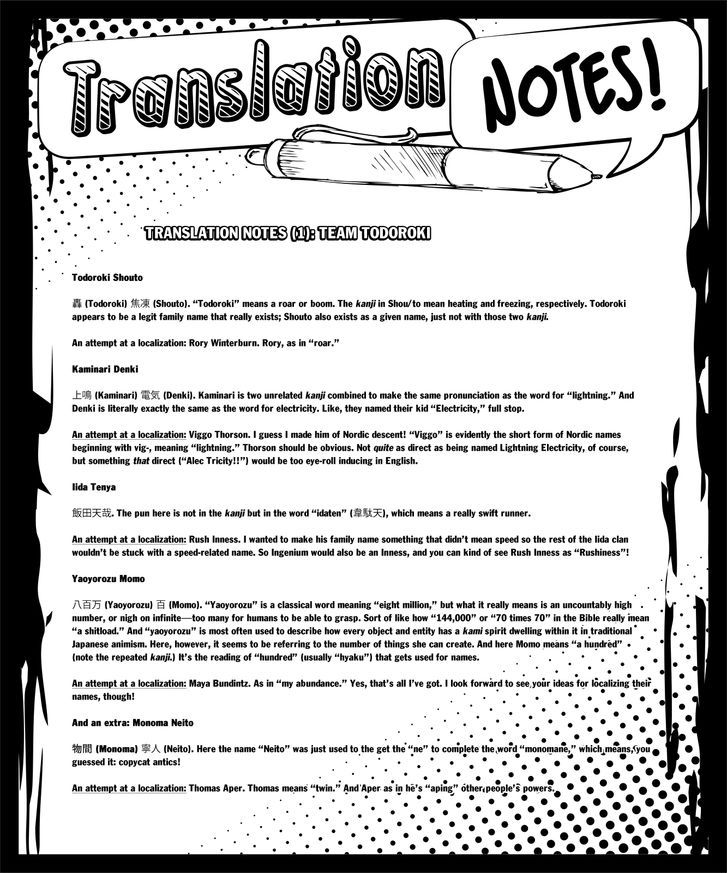 Translation NOTES!
TRANSLATION NOTES (1): TEAM TODOROKI
Todoroki Shouto
轟 (Todoroki) 焦凍 (Shouto). “Todoroki” means a roar or boom. The kanji in Shou/to mean heating and freezing, respectively. Todoroki
appears to be a legit family name that really exists; Shouto also exists as a given name, just not with those two kanji.
An attempt at a localization: Rory Winterburn. Rory, as in “roar.”
Kaminari Denki
上鳴 (Kaminari) 電気 (Denki). Kaminari is two unrelated kanji combined to make the same pronunciation as the word for “lightning.” And
Denki is literally exactly the same as the word for electricity. Like, they named their kid “Electricity,” full stop.
An attempt at a localization: Viggo Thorson. I guess I made him of Nordic descent! “Viggo” is evidently the short form of Nordic names
beginning with vig-, meaning “lightning.” Thorson should be obvious. Not quite as direct as being named Lightning Electricity, of course,
but something that direct (“Alec Tricity!!”) would be too eye-roll inducing in English.
Iida Tenya
飯田天哉. The pun here is not in the kanji but in the word “idaten” (韋駄天), which means a really swift runner.
An attempt at a localization: Rush Inness. I wanted to make his family name something that didn’t mean speed so the rest of the Iida clan
wouldn’t be stuck with a speed-related name. So Ingenium would also be an Inness, and you can kind of see Rush Inness as “Rushiness”!
Yaoyorozu Momo
八百万 (Yaoyorozu) 百 (Momo). “Yaoyorozu” is a classical word meaning “eight million,” but what it really means is an uncountably high
number, or nigh on infinite—too many for humans to be able to grasp. Sort of like how “144,000” or “70 times 70” in the Bible really mean
“a shitload.” And “yaoyorozu” is most often used to describe how every object and entity has a kami spirit dwelling within it in traditional
Japanese animism. Here, however, it seems to be referring to the number of things she can create. And here Momo means “a hundred”
(note the repeated kanji.) It’s the reading of “hundred” (usually “hyaku”) that gets used for names.
An attempt at a localization: Maya Bundintz. As in “my abundance.” Yes, that’s all I’ve got. I look forward to see your ideas for localizing their
names, though!
And an extra: Monoma Neito
物間 (Monoma) 寧人 (Neito). Here the name “Neito” was just used to the get the “ne” to complete the word “monomane,” which means, you
guessed it: copycat antics!
An attempt at a localization: Thomas Aper. Thomas means “twin.” And Aper as in he’s “aping” other people’s powers.